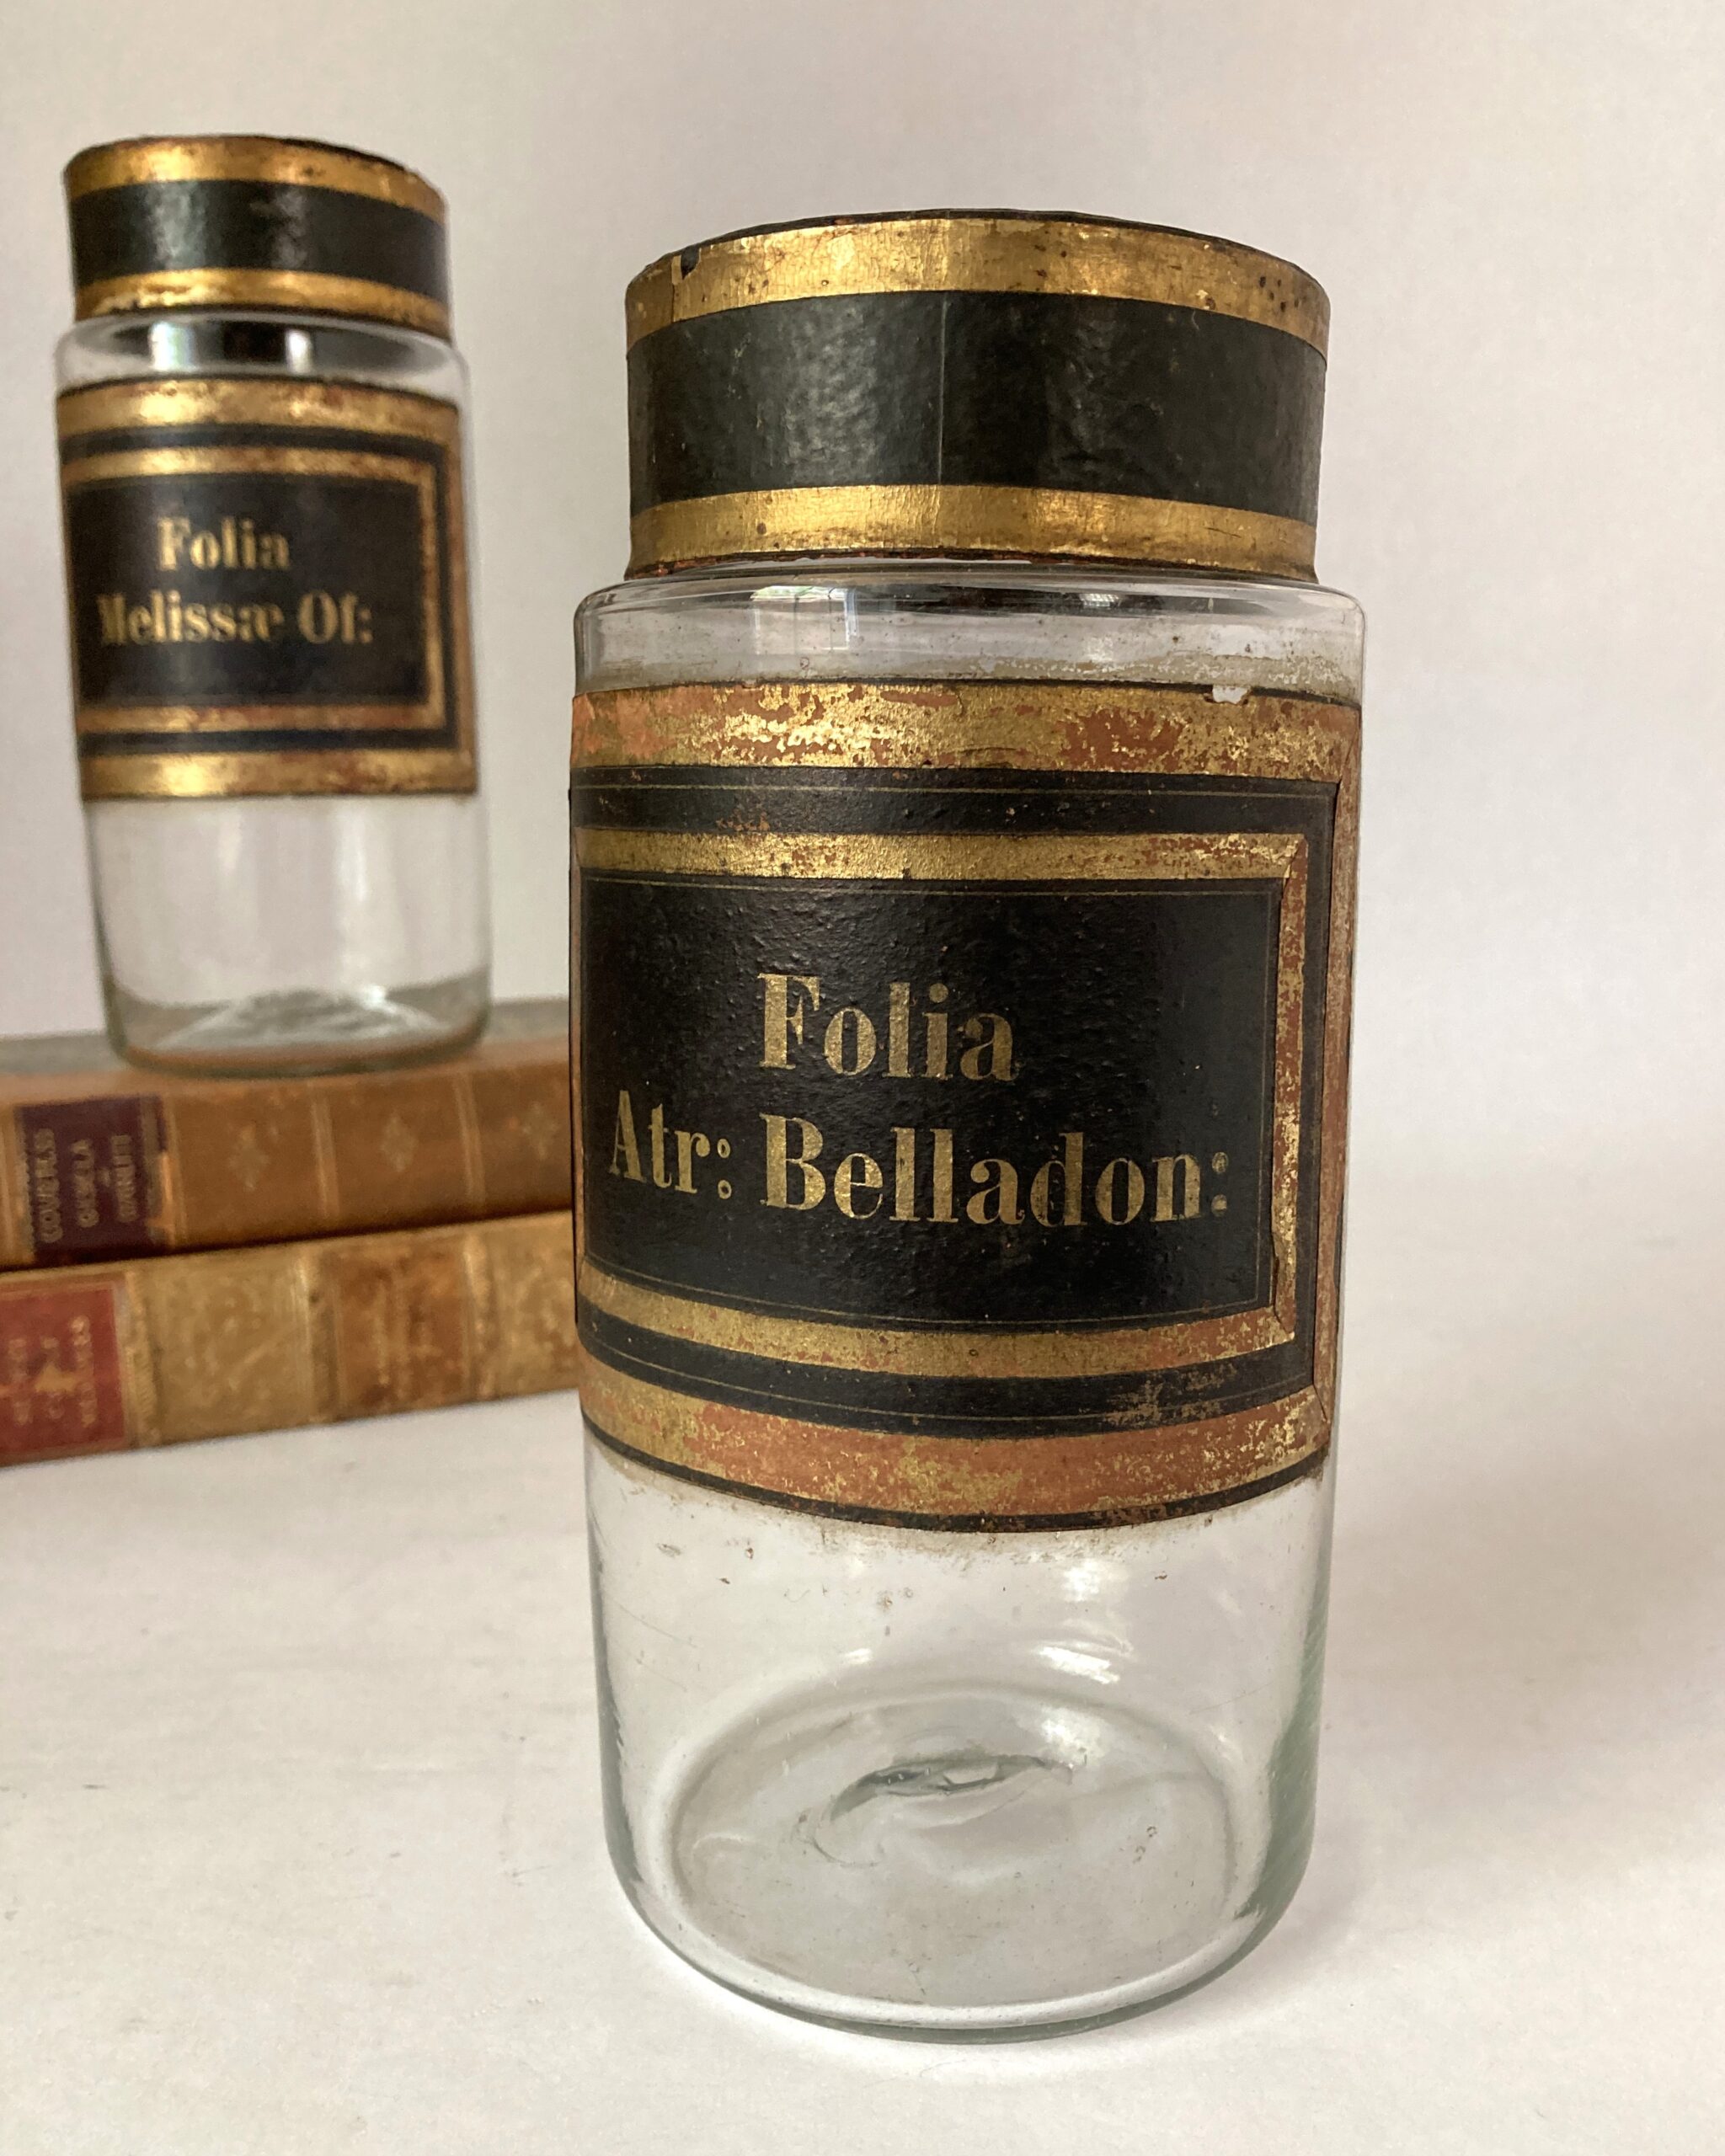 Folia
Melissæ Of:
Folia
Atr: Belladon: